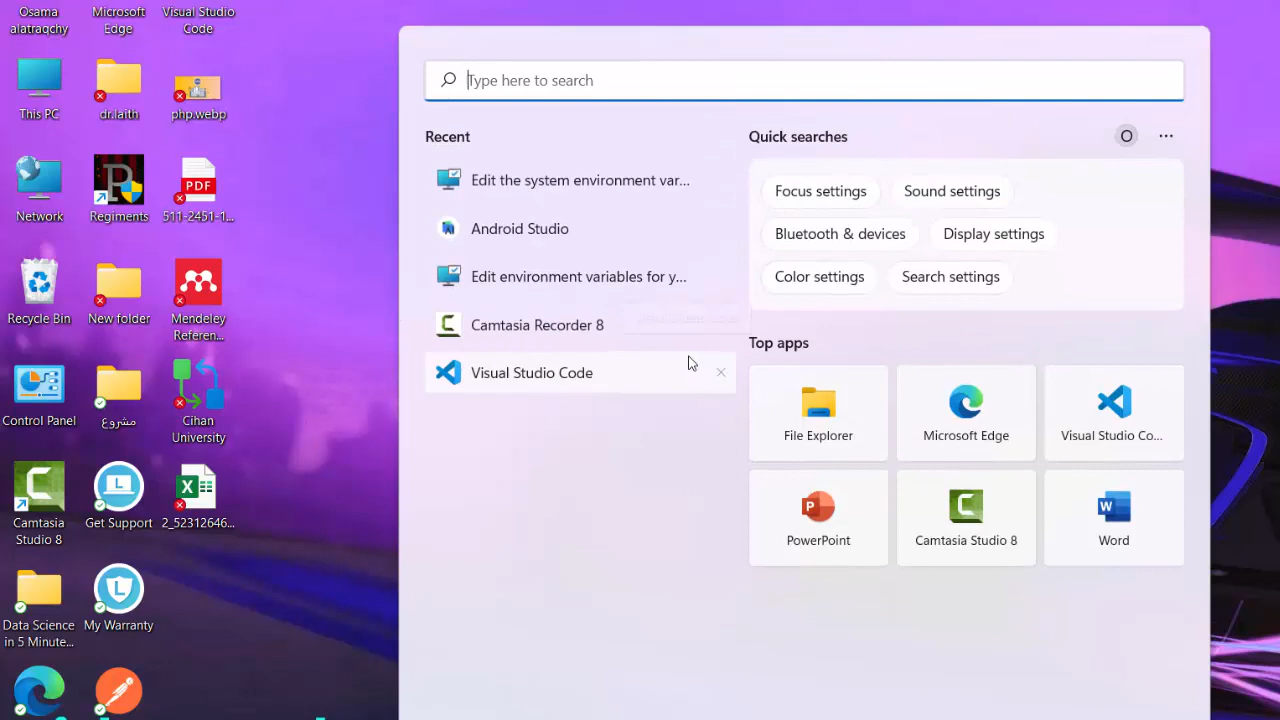 Osama
alatraqchy
Microsoft
Edge
Visual Studio
Code
This PC
dr.laith
php.webp
Network
Regiments
PDF
511-2451-1...
Recycle Bin
New folder
Mendeley
Referen...
Control Panel
مشروع
Cihan
University
Camtasia
Studio 8
Get Support
2_52312646...
Data Science
in 5 Minute...
My Warranty
Type here to search
Recent
Edit the system environment var...
Android Studio
Edit environment variables for y...
Camtasia Recorder 8
Visual Studio Code
Quick searches
O
Focus settings
Sound settings
Bluetooth & devices
Display settings
Color settings
Search settings
Top apps
File Explorer
Microsoft Edge
Visual Studio Co...
PowerPoint
Camtasia Studio 8
Word